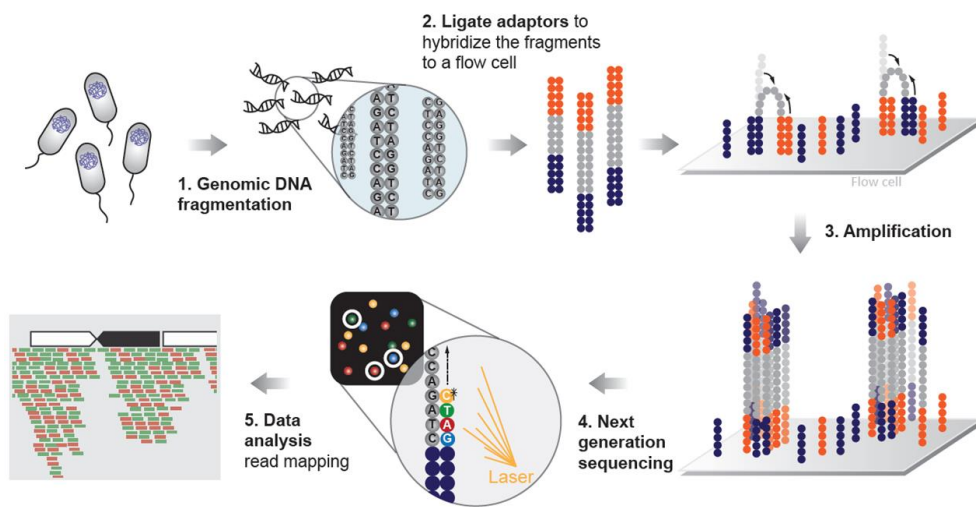 1. Genomic DNA
fragmentation
2. Ligate adaptors to
hybridize the fragments
to a flow cell
A T
G C
A T
T A
C G
C G
A T
G C
A T
Flow cell
3. Amplification
4. Next
generation
sequencing
C
C
A
G
A C*
T T
C A
C G
Laser
5. Data
analysis
read mapping